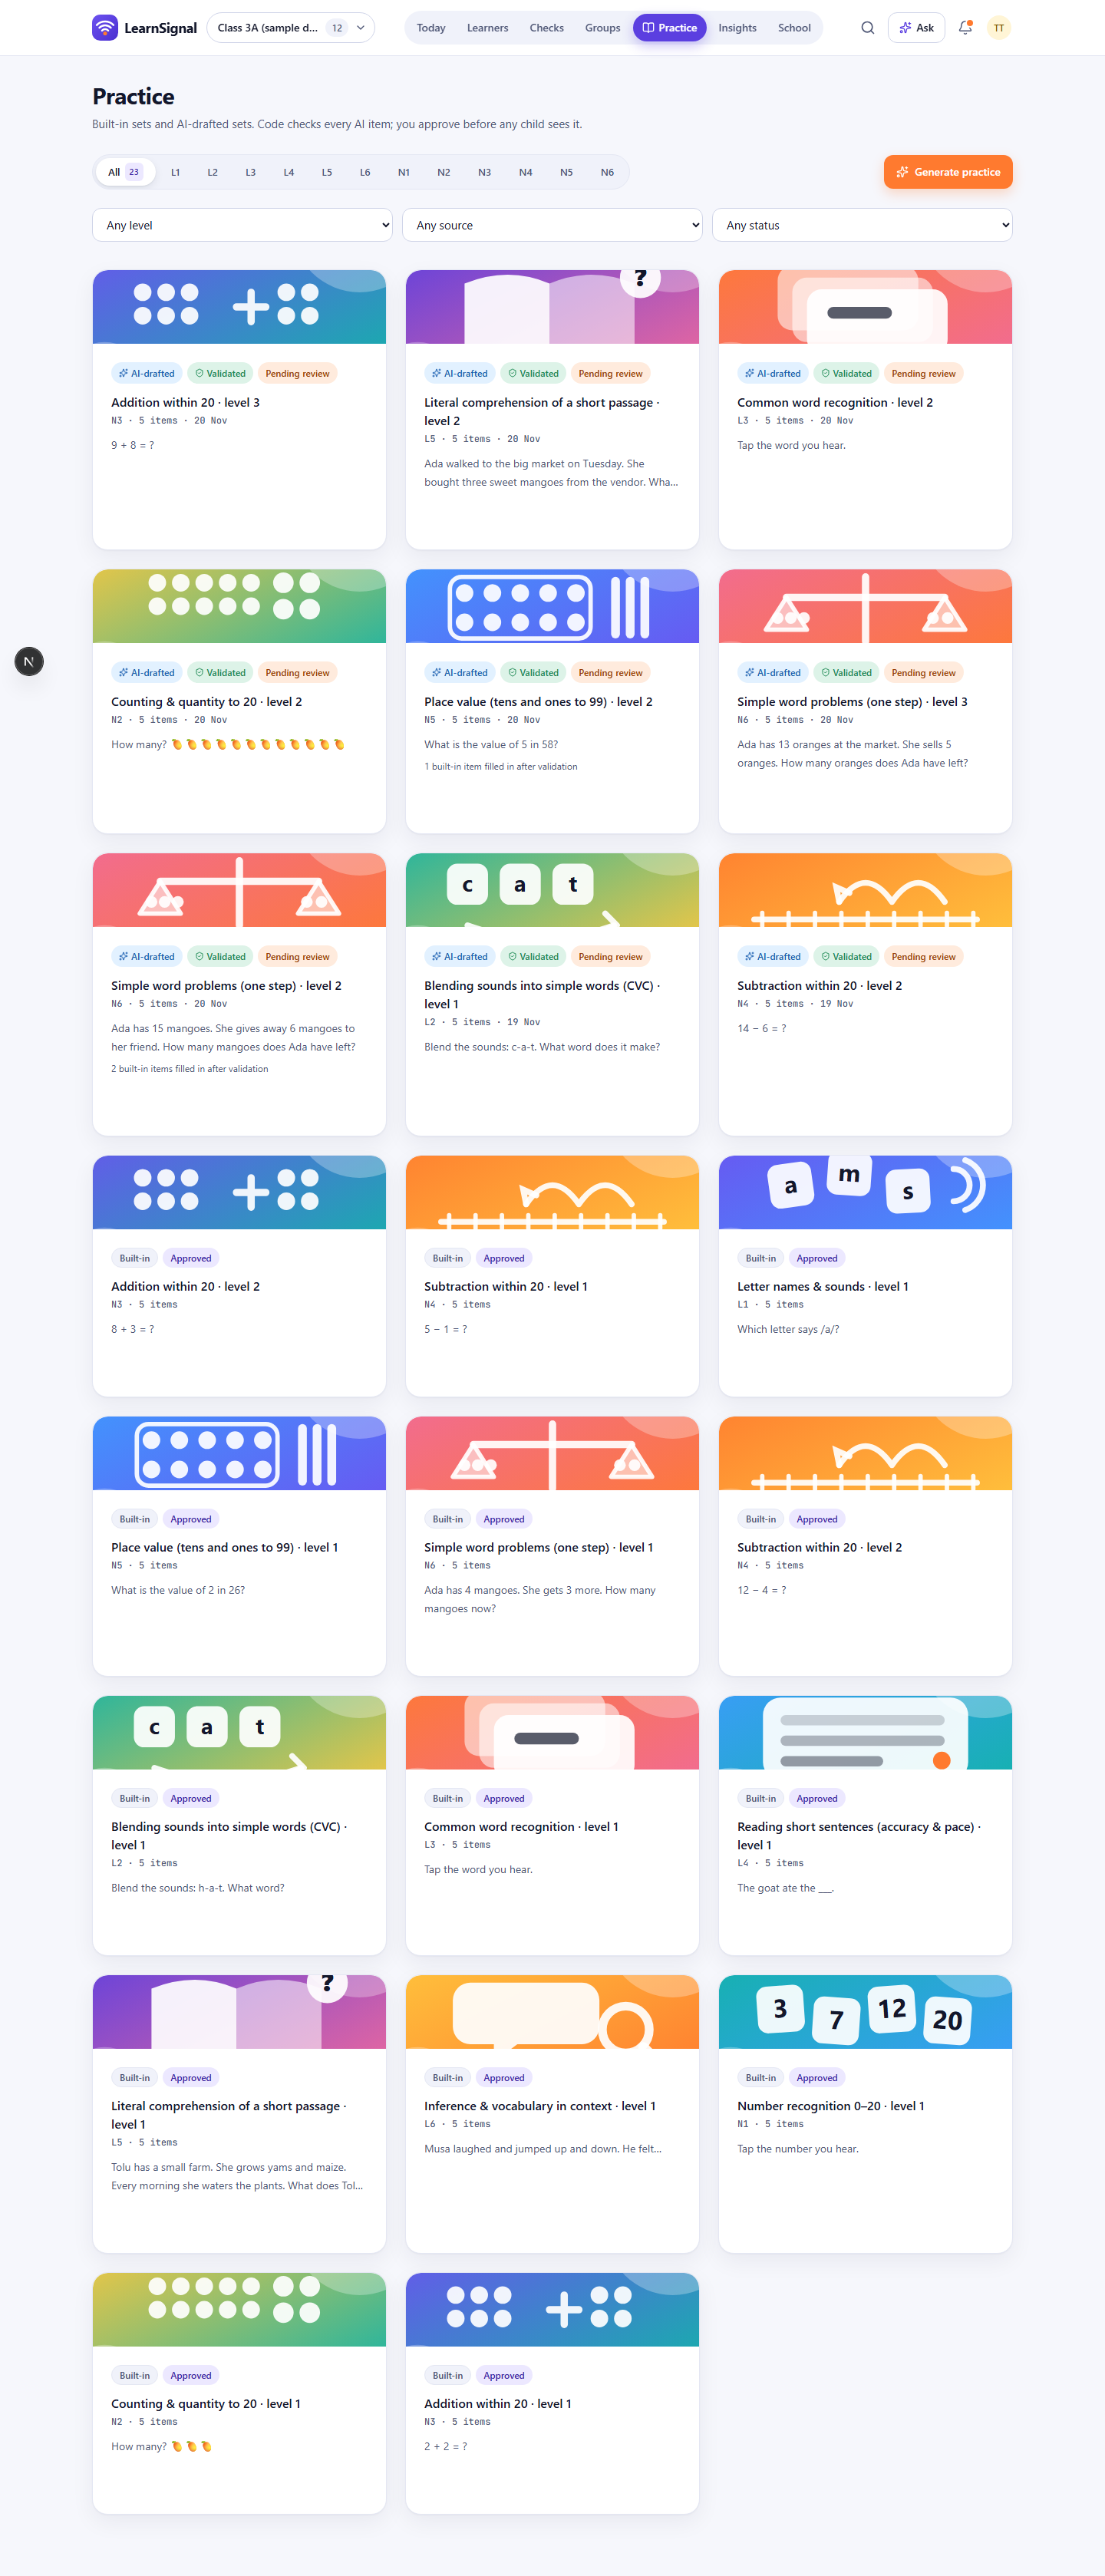 LearnSignal
Class 3A (sample d...
12
Today
Learners
Checks
Groups
Practice
Insights
School
Ask
TT
Practice
Built-in sets and AI-drafted sets. Code checks every AI item; you approve before any child sees it.
All 23
L1
L2
L3
L4
L5
L6
N1
N2
N3
N4
N5
N6
Generate practice
Any level
Any source
Any status
AI-drafted Validated Pending review
Addition within 20 · level 3
N3 · 5 items · 20 Nov
9 + 8 = ?
?
AI-drafted Validated Pending review
Literal comprehension of a short passage ·
level 2
L5 · 5 items · 20 Nov
Ada walked to the big market on Tuesday. She
bought three sweet mangoes from the vendor. Wha...
AI-drafted Validated Pending review
Common word recognition · level 2
L3 · 5 items · 20 Nov
Tap the word you hear.
N
AI-drafted Validated Pending review
Counting & quantity to 20 · level 2
N2 · 5 items · 20 Nov
How many? 🥭🥭🥭🥭🥭🥭🥭🥭🥭🥭🥭🥭
AI-drafted Validated Pending review
Place value (tens and ones to 99) · level 2
N5 · 5 items · 20 Nov
What is the value of 5 in 58?
1 built-in item filled in after validation
AI-drafted Validated Pending review
Simple word problems (one step) · level 3
N6 · 5 items · 20 Nov
Ada has 13 oranges at the market. She sells 5
oranges. How many oranges does Ada have left?
AI-drafted Validated Pending review
Simple word problems (one step) · level 2
N6 · 5 items · 20 Nov
Ada has 15 mangoes. She gives away 6 mangoes to
her friend. How many mangoes does Ada have left?
2 built-in items filled in after validation
c a t
AI-drafted Validated Pending review
Blending sounds into simple words (CVC) ·
level 1
L2 · 5 items · 19 Nov
Blend the sounds: c-a-t. What word does it make?
AI-drafted Validated Pending review
Subtraction within 20 · level 2
N4 · 5 items · 19 Nov
14 − 6 = ?
Built-in Approved
Addition within 20 · level 2
N3 · 5 items
8 + 3 = ?
Built-in Approved
Subtraction within 20 · level 1
N4 · 5 items
5 − 1 = ?
a m s
Built-in Approved
Letter names & sounds · level 1
L1 · 5 items
Which letter says /a/?
Built-in Approved
Place value (tens and ones to 99) · level 1
N5 · 5 items
What is the value of 2 in 26?
Built-in Approved
Simple word problems (one step) · level 1
N6 · 5 items
Ada has 4 mangoes. She gets 3 more. How many
mangoes now?
Built-in Approved
Subtraction within 20 · level 2
N4 · 5 items
12 − 4 = ?
c a t
Built-in Approved
Blending sounds into simple words (CVC) ·
level 1
L2 · 5 items
Blend the sounds: h-a-t. What word?
Built-in Approved
Common word recognition · level 1
L3 · 5 items
Tap the word you hear.
Built-in Approved
Reading short sentences (accuracy & pace) ·
level 1
L4 · 5 items
The goat ate the ___.
?
Built-in Approved
Literal comprehension of a short passage ·
level 1
L5 · 5 items
Tolu has a small farm. She grows yams and maize.
Every morning she waters the plants. What does Tol...
Built-in Approved
Inference & vocabulary in context · level 1
L6 · 5 items
Musa laughed and jumped up and down. He felt...
3 7 12 20
Built-in Approved
Number recognition 0–20 · level 1
N1 · 5 items
Tap the number you hear.
Built-in Approved
Counting & quantity to 20 · level 1
N2 · 5 items
How many? 🥭🥭🥭
Built-in Approved
Addition within 20 · level 1
N3 · 5 items
2 + 2 = ?